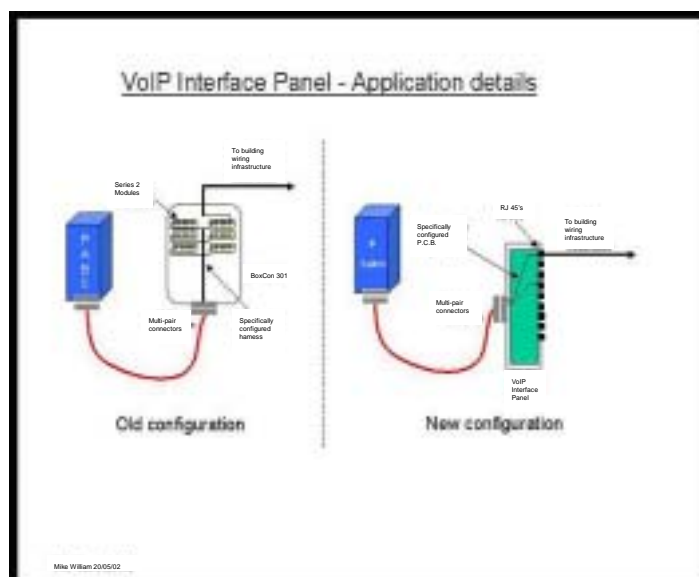 VoIP Interface Panel - Application details
To building
wiring
infrastructure
Series 2
Modules
P A B X
BoxCon 301
Multi-pair
connectors
Specifically
configured
harness
Old configuration
RJ 45's
Specifically
configured
P.C.B.
To building
wiring
infrastructure
Multi-pair
connectors
VoIP
Interface
Panel
New configuration
Mike William 20/05/02